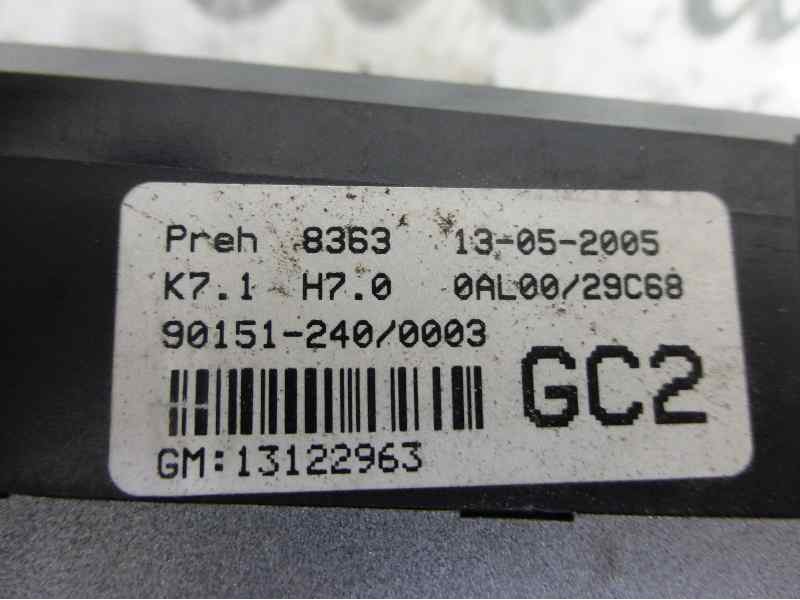 Preh 8363 13-05-2005
K7.1 H7.0 0AL00/29C68
90151-240/0003
GC2
GM:13122963